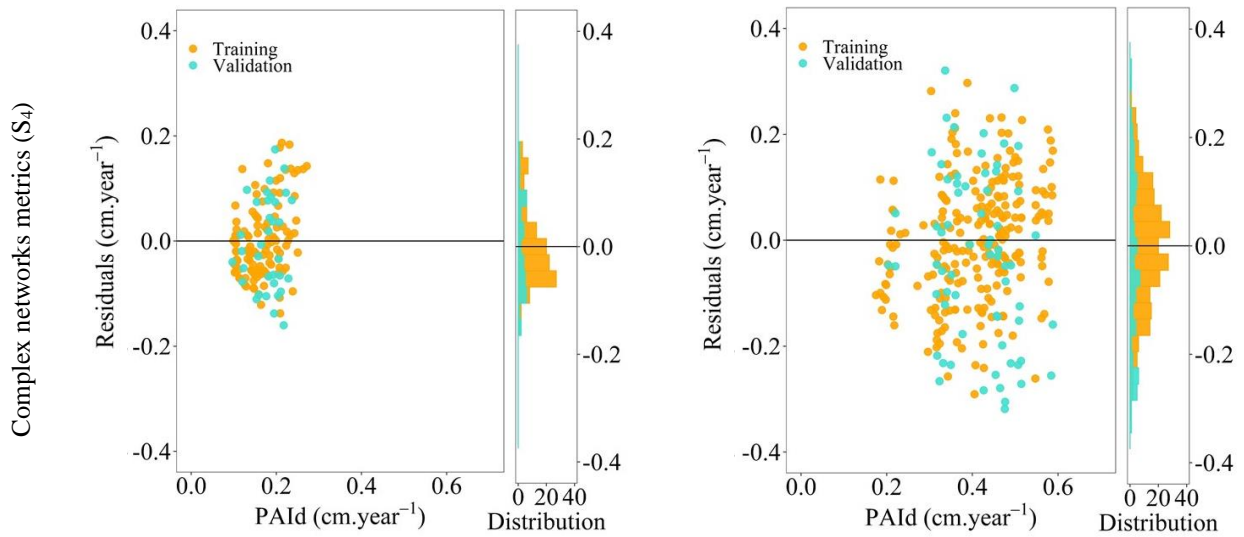 Complex networks metrics (S4)
Residuals (cm.year−1)
0.4
0.2
0.0
-0.2
-0.4
Training
Validation
0.0 0.2 0.4 0.6
PAId (cm.year−1)
0.4
0.2
0.0
-0.2
-0.4
0 20 40
Distribution
Residuals (cm.year−1)
0.4
0.2
0.0
-0.2
-0.4
Training
Validation
0.0 0.2 0.4 0.6
PAId (cm.year−1)
0.4
0.2
0.0
-0.2
-0.4
0 20 40
Distribution